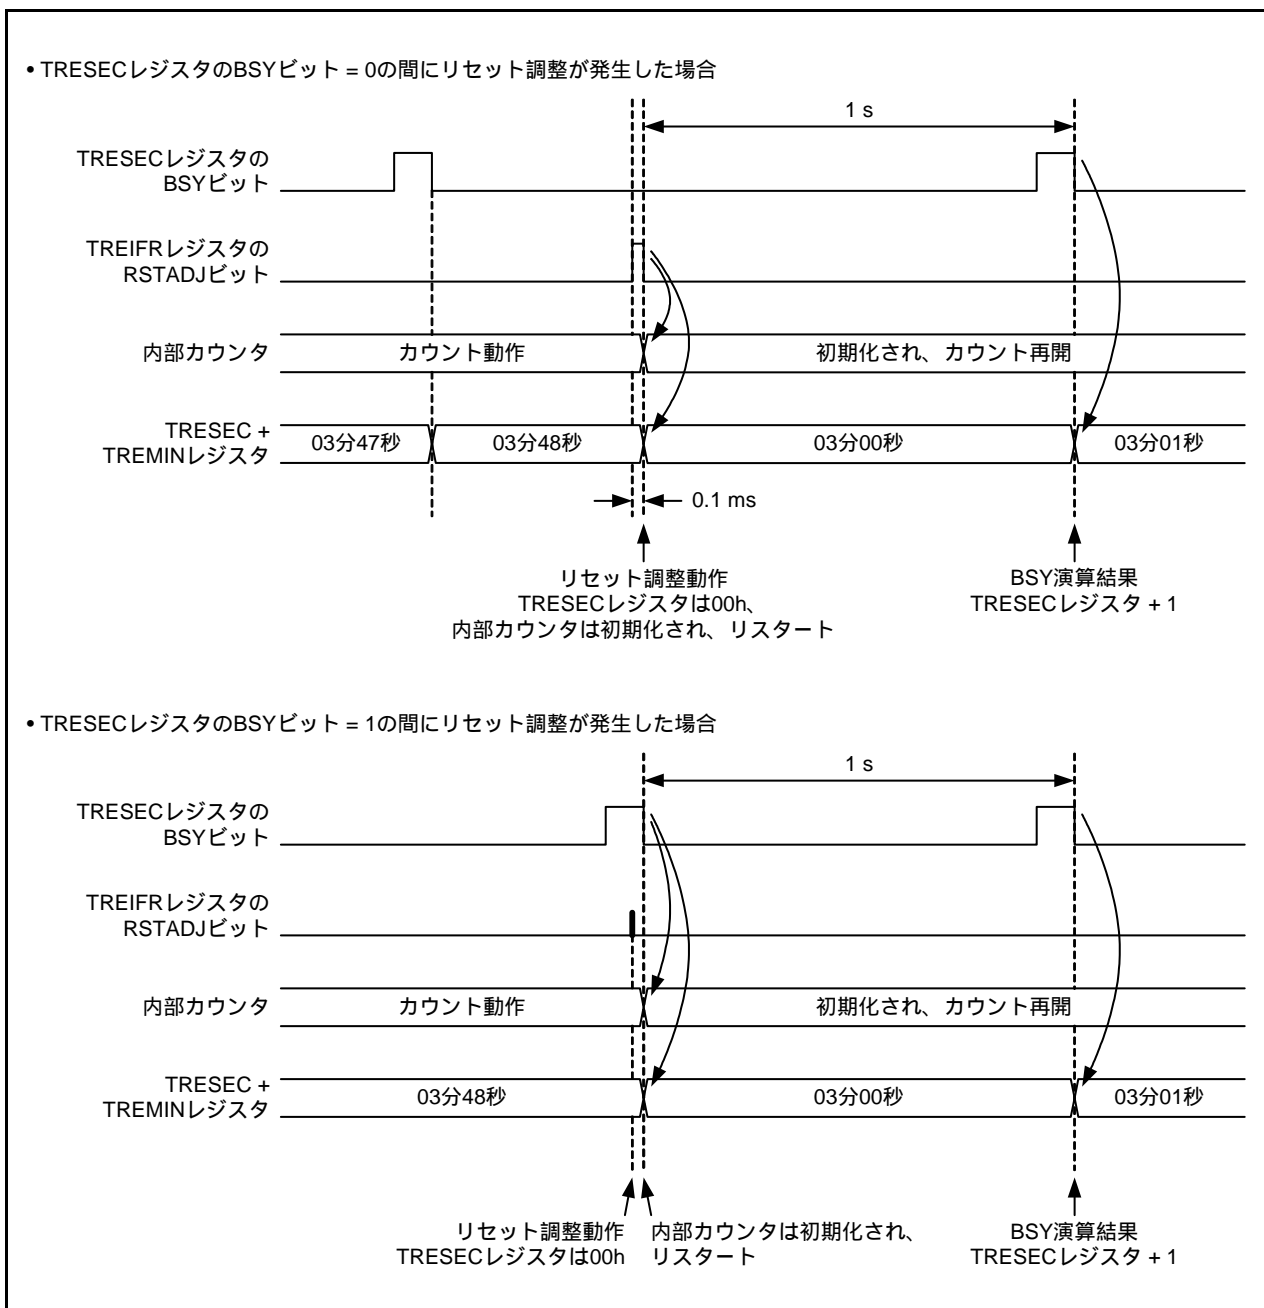 • TRESECレジスタのBSYビット = 0の間にリセット調整が発生した場合
1 s
TRESECレジスタの
BSYビット
TREIFRレジスタの
RSTADJビット
内部カウンタ
カウント動作
初期化され、カウント再開
TRESEC +
TREMINレジスタ
03分47秒
03分48秒
03分00秒
03分01秒
0.1 ms
リセット調整動作
TRESECレジスタは00h、
内部カウンタは初期化され、リスタート
BSY演算結果
TRESECレジスタ + 1
• TRESECレジスタのBSYビット = 1の間にリセット調整が発生した場合
1 s
TRESECレジスタの
BSYビット
TREIFRレジスタの
RSTADJビット
内部カウンタ
カウント動作
初期化され、カウント再開
TRESEC +
TREMINレジスタ
03分48秒
03分00秒
03分01秒
リセット調整動作
TRESECレジスタは00h
内部カウンタは初期化され、
リスタート
BSY演算結果
TRESECレジスタ + 1